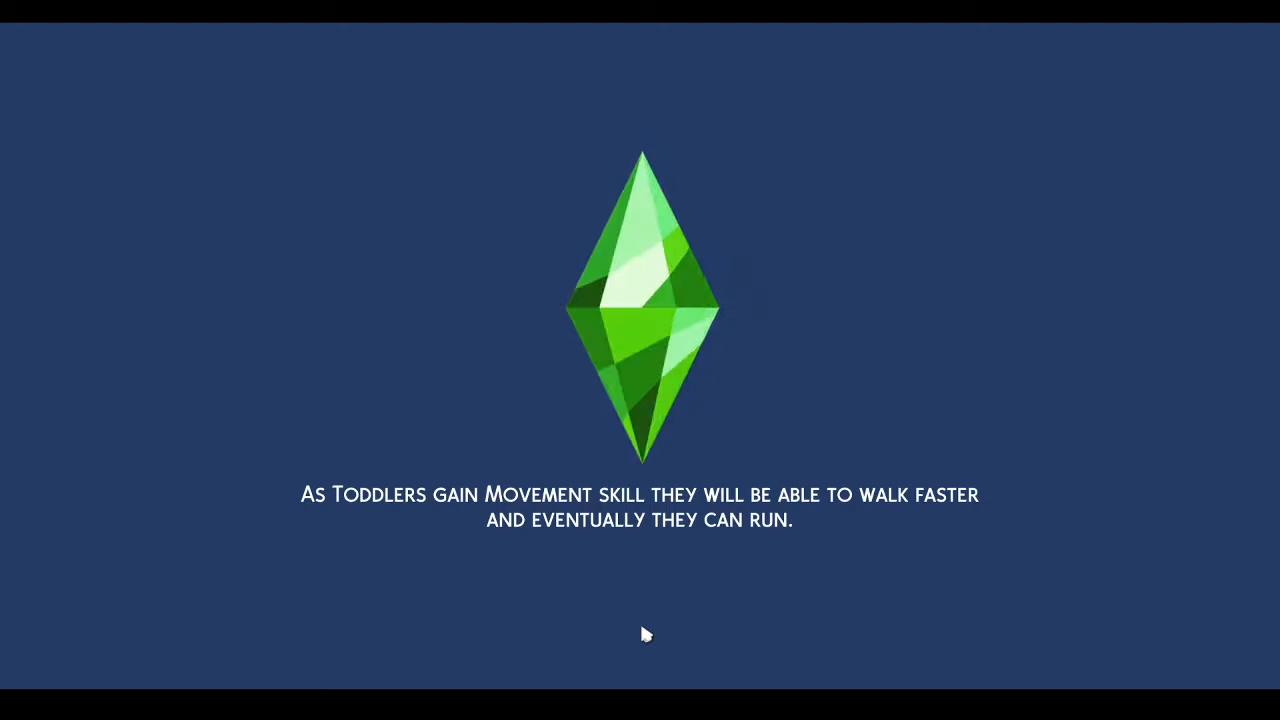 As Toddlers gain Movement skill they will be able to walk faster
and eventually they can run.